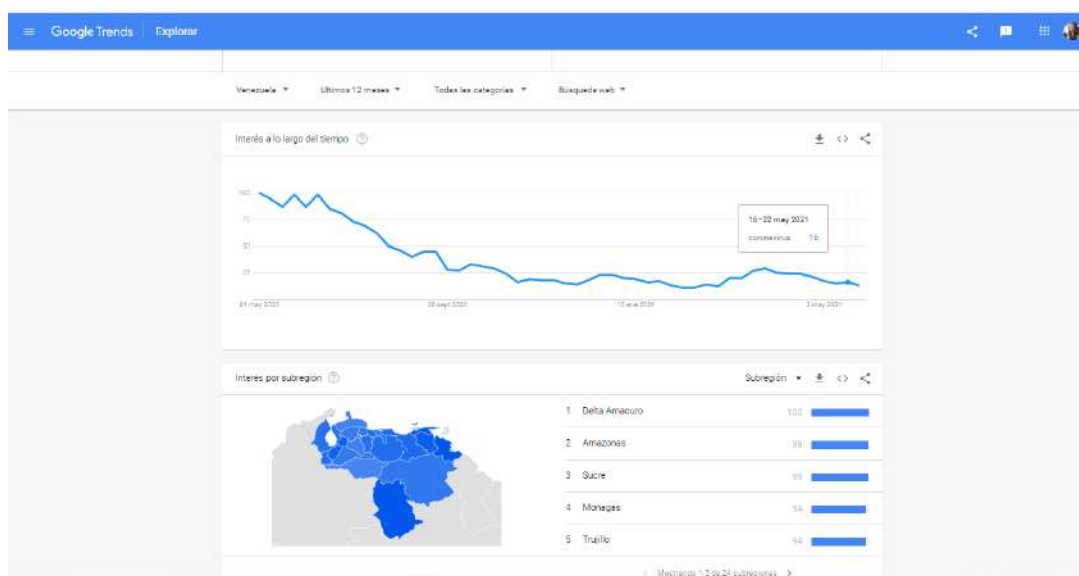 Google Trends Explorar
Venezuela Últimos 12 meses Todas las categorías Búsqueda web
Interés a lo largo del tiempo
100
75
50
25
16-22 may 2021
coronavirus 16
31 may 2020 20 sept 2020 10 ene 2021 2 may 2021
Interés por subregión Subregión
1 Delta Amacuro 100
2 Amazonas 99
3 Sucre
4 Monagas 94
5 Trujillo 94
Mostrando 1-5 de 24 subregiones